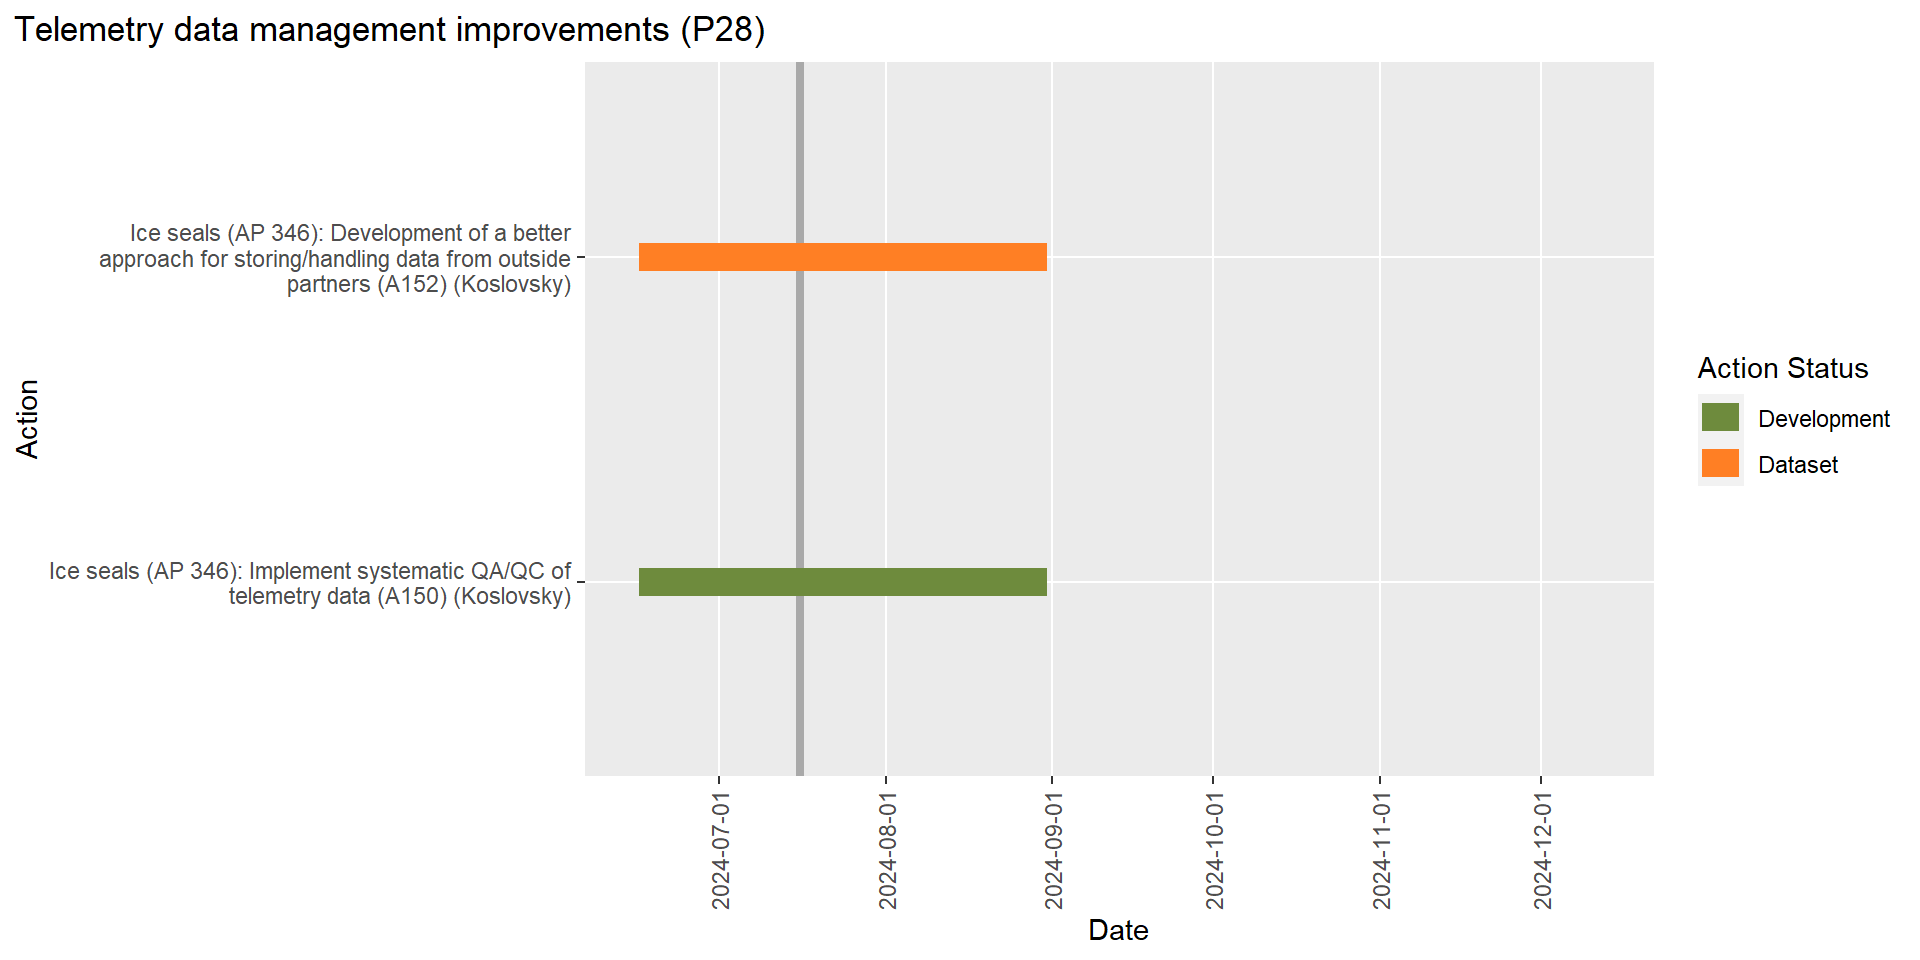 Telemetry data management improvements (P28)
Action
Ice seals (AP 346): Development of a better
approach for storing/handling data from outside
partners (A152) (Koslovsky)
Ice seals (AP 346): Implement systematic QA/QC of
telemetry data (A150) (Koslovsky)
2024-07-01
2024-08-01
2024-09-01
2024-10-01
2024-11-01
2024-12-01
Date
Action Status
Development
Dataset